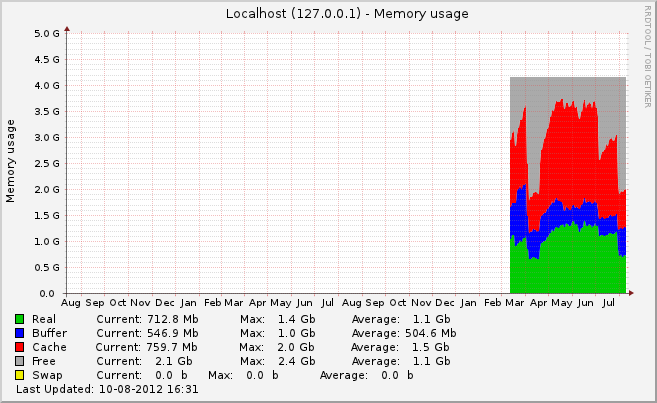 Localhost (127.0.0.1) - Memory usage
RRDTOOL / TOBI OETIKER
Memory usage
5.0 G
4.5 G
4.0 G
3.5 G
3.0 G
2.5 G
2.0 G
1.5 G
1.0 G
0.5 G
0.0
Aug Sep Oct Nov Dec Jan Feb Mar Apr May Jun Jul Aug Sep Oct Nov Dec Jan Feb Mar Apr May Jun Jul
Real Current: 712.8 Mb Max: 1.4 Gb Average: 1.1 Gb
Buffer Current: 546.9 Mb Max: 1.0 Gb Average: 504.6 Mb
Cache Current: 759.7 Mb Max: 2.0 Gb Average: 1.5 Gb
Free Current: 2.1 Gb Max: 2.4 Gb Average: 1.1 Gb
Swap Current: 0.0 b Max: 0.0 b Average: 0.0 b
Last Updated: 10-08-2012 16:31